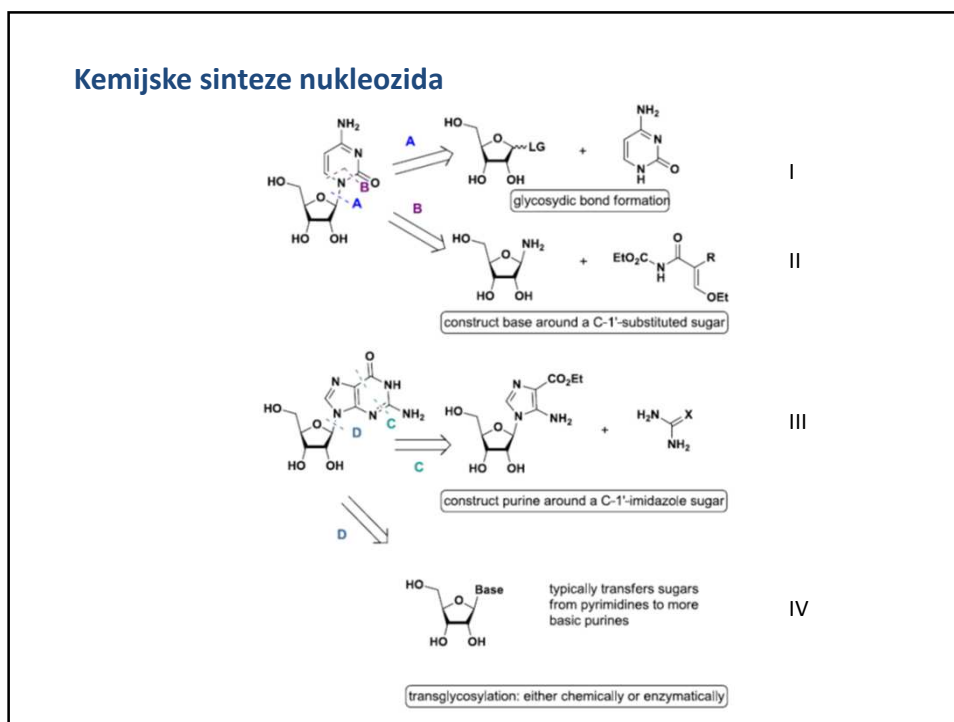 Kemijske sinteze nukleozida
NH2
N
N
O
B
HO
O
A
HO OH
A
HO
O
LG
HO OH
+
NH2
N
N
H
O
glycosydic bond formation
I
B
HO
NH2
O
HO OH
+
EtO2C
N
H
O
R
OEt
construct base around a C-1'-substituted sugar
II
O
N
NH
N
N
NH2
C
HO
O
D
HO OH
C
CO2Et
N
N
NH2
HO
O
HO OH
+
H2N
X
NH2
construct purine around a C-1'-imidazole sugar
III
D
HO
Base
O
HO OH
typically transfers sugars
from pyrimidines to more
basic purines
IV
transglycosylation: either chemically or enzymatically